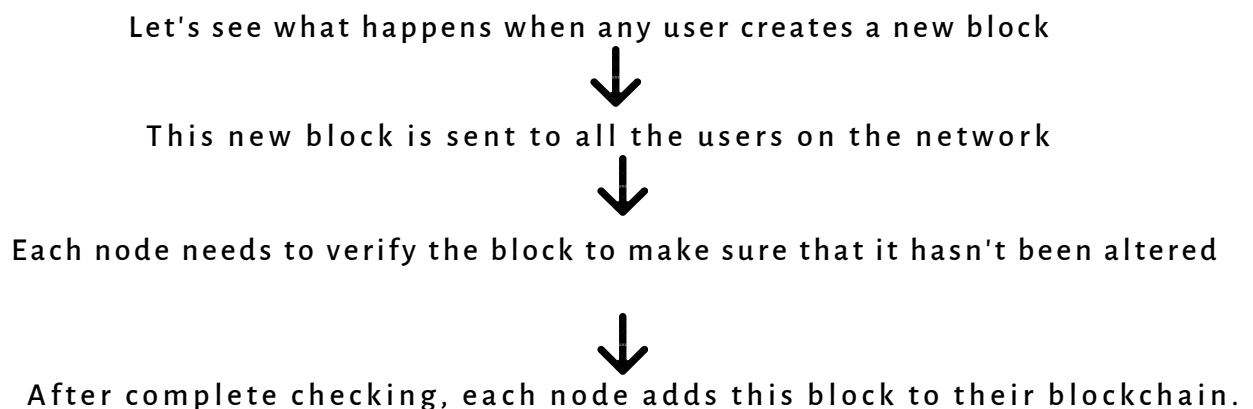 Let's see what happens when any user creates a new block
This new block is sent to all the users on the network
Each node needs to verify the block to make sure that it hasn't been altered
After complete checking, each node adds this block to their blockchain.